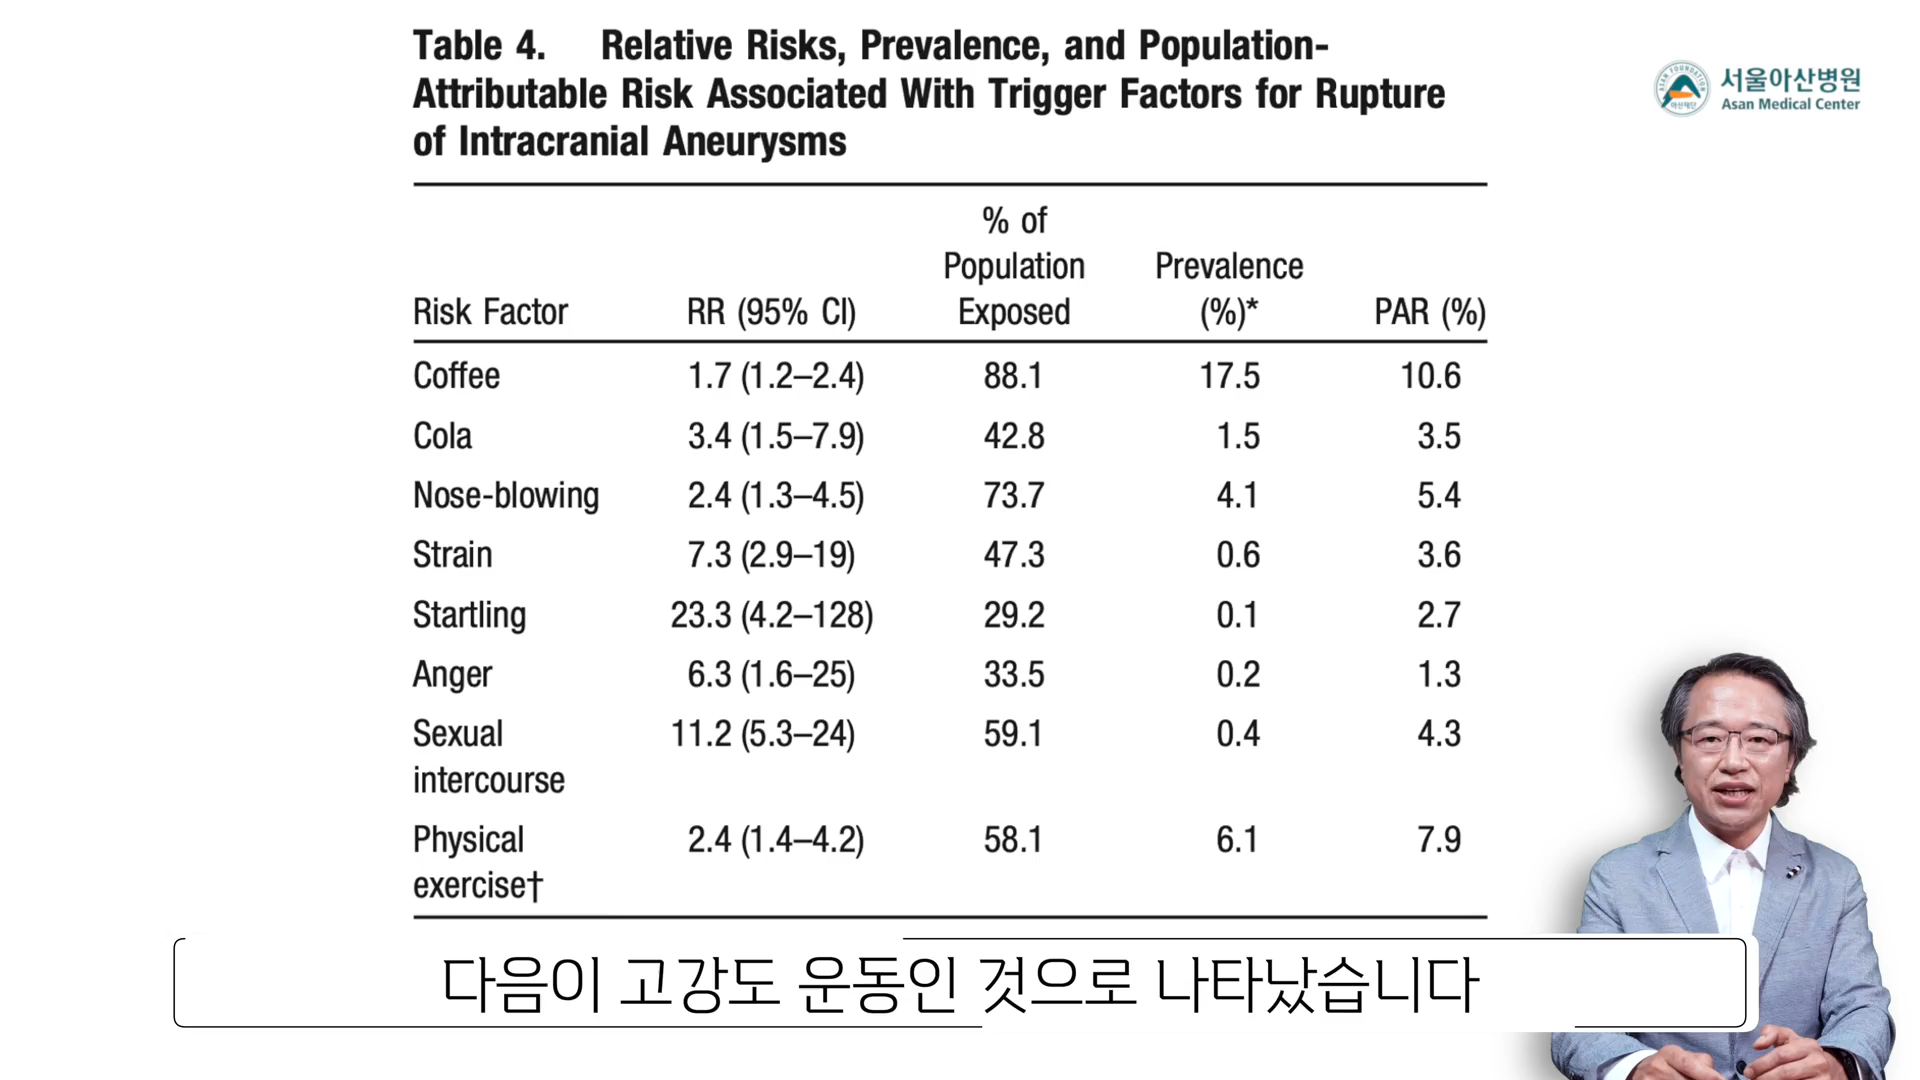 Table 4. Relative Risks, Prevalence, and Population-
Attributable Risk Associated With Trigger Factors for Rupture
of Intracranial Aneurysms
서울아산병원
Asan Medical Center
ASAN FOUNDATION
아산재단
% of
Population Prevalence
Risk Factor RR (95% CI) Exposed (%)* PAR (%)
Coffee 1.7 (1.2–2.4) 88.1 17.5 10.6
Cola 3.4 (1.5–7.9) 42.8 1.5 3.5
Nose-blowing 2.4 (1.3–4.5) 73.7 4.1 5.4
Strain 7.3 (2.9–19) 47.3 0.6 3.6
Startling 23.3 (4.2–128) 29.2 0.1 2.7
Anger 6.3 (1.6–25) 33.5 0.2 1.3
Sexual 11.2 (5.3–24) 59.1 0.4 4.3
intercourse
Physical 2.4 (1.4–4.2) 58.1 6.1 7.9
exercise†
다음이 고강도 운동인 것으로 나타났습니다